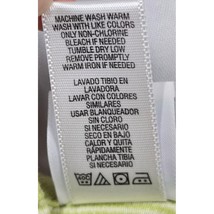 MACHINE WASH WARM
WASH WITH LIKE COLORS
ONLY NON-CHLORINE
BLEACH IF NEEDED
TUMBLE DRY LOW
REMOVE PROMPTLY
WARM IRON IF NEEDED
LAVADO TIBIO EN
LAVADORA
LAVAR CON COLORES
SIMILARES
USAR BLANQUEADOR
SIN CLORO
SI NECESARIO
SECO EN BAJO
CALOR Y QUITA
RÁPIDAMENTE
PLANCHA TIBIA
SI NECESARIO